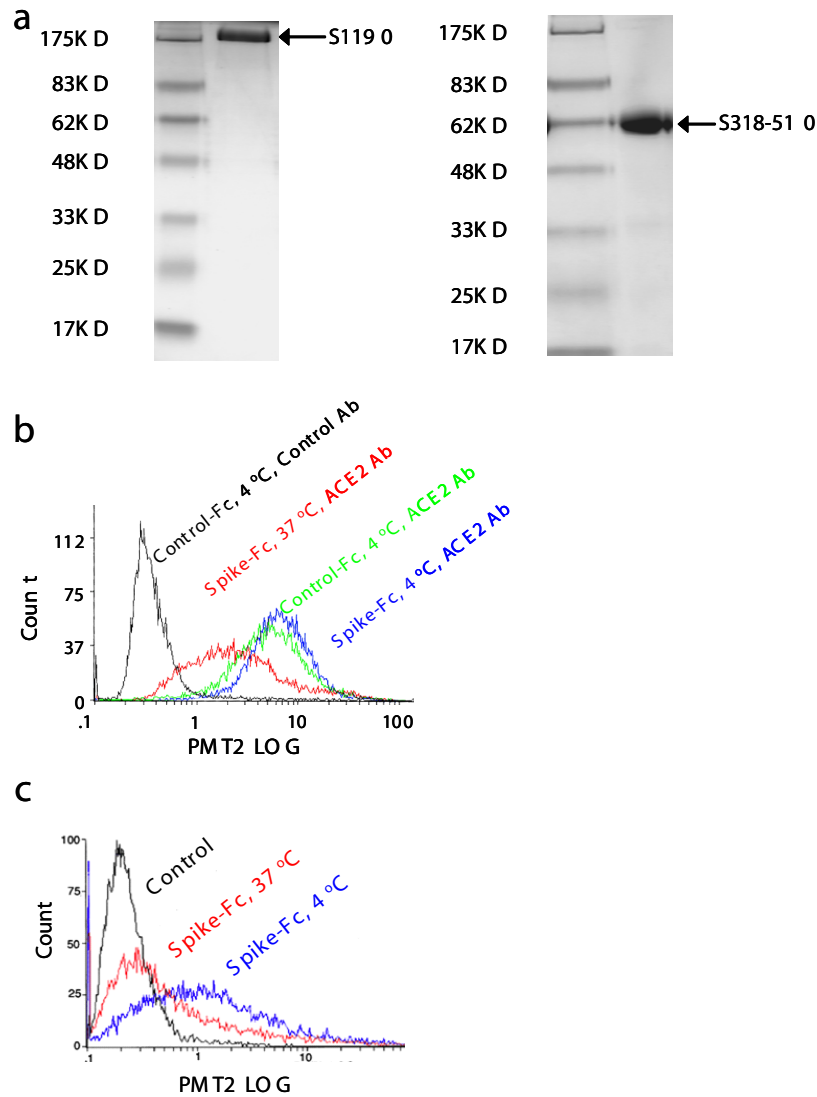 a
175K D
83K D
62K D
48K D
33K D
25K D
17K D
S119 0
175K D
83K D
62K D
48K D
33K D
25K D
17K D
S318-51 0
b
Control-Fc, 4 ºC, Control Ab
Spike-Fc, 37 ºC, ACE2 Ab
Control-Fc, 4 ºC, ACE2 Ab
Spike-Fc, 4 ºC, ACE2 Ab
Coun t
112
75
37
0
.1 1 10 100
PM T2 LO G
c
Control
Spike-Fc, 37 ºC
Spike-Fc, 4 ºC
Count
100
75
50
25
0
.1 1 10
PM T2 LO G